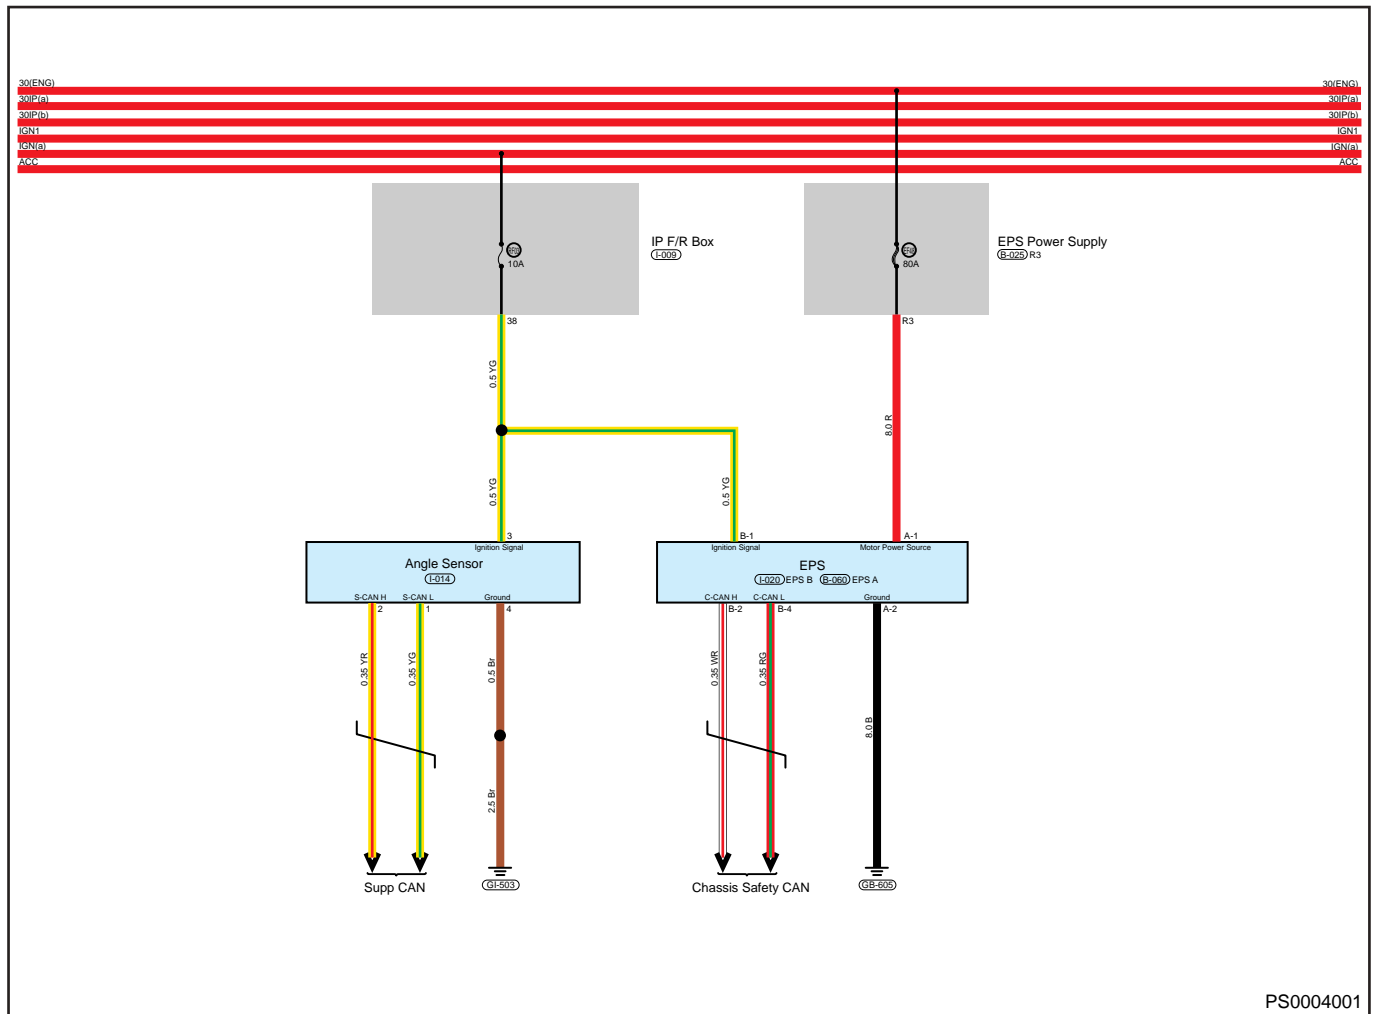 30(ENG) 30(ENG)
30IP(a) 30IP(a)
30IP(b) 30IP(b)
IGN1 IGN1
IGN(a) IGN(a)
ACC ACC
IP F/R Box
I-009
10A
EPS Power Supply
B-025 R3
80A
38
R3
0.5 YG
8.0 R
0.5 YG
0.5 YG
3
Ignition Signal
Angle Sensor
I-014
S-CAN H S-CAN L Ground
2 1 4
B-1 A-1
Ignition Signal Motor Power Source
EPS
I-020 EPS B B-060 EPS A
C-CAN H C-CAN L Ground
B-2 B-4 A-2
0.35 YR
0.35 YG
0.5 Br
0.35 WR
0.35 RG
8.0 B
2.5 Br
Supp CAN
GI-503
Chassis Safety CAN
GB-605
PS0004001